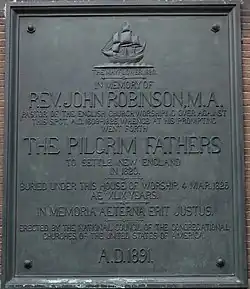 THE MAYFLOWER, 1620.
IN MEMORY OF
REV. JOHN ROBINSON, M.A.,
PASTOR OF THE ENGLISH CHURCH WORSHIPING OVER AGAINST
THIS SPOT, A.D. 1609-1625, WHENCE AT HIS PROMPTING
WENT FORTH
THE PILGRIM FATHERS
TO SETTLE NEW ENGLAND
IN 1620.
BURIED UNDER THIS HOUSE OF WORSHIP, 4 MAR. 1625
AE. XLIX YEARS.
IN MEMORIA AETERNA ERIT JUSTUS.
ERECTED BY THE NATIONAL COUNCIL OF THE CONGREGATIONAL
CHURCHES OF THE UNITED STATES OF AMERICA.
A.D. 1891.